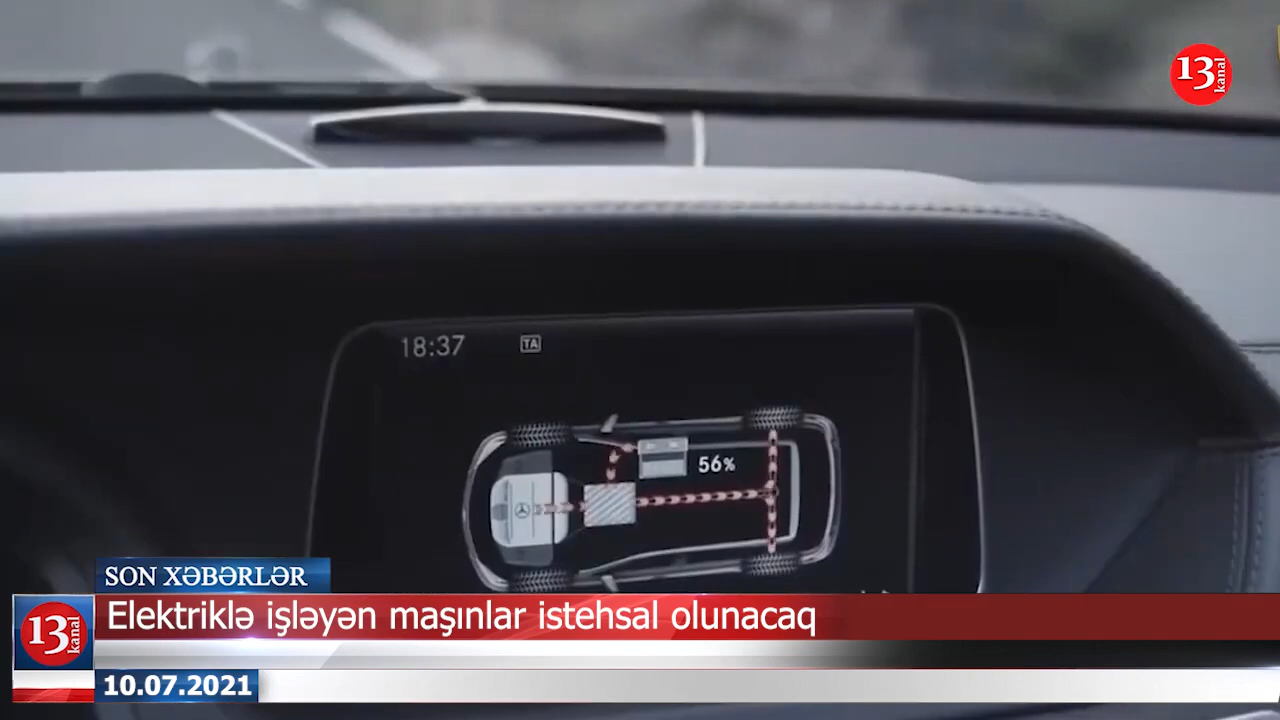 13
kanal
18:37
TA
56%
SON XƏBƏRLƏR
Elektriklə işləyən maşınlar istehsal olunacaq
13
kanal
10.07.2021